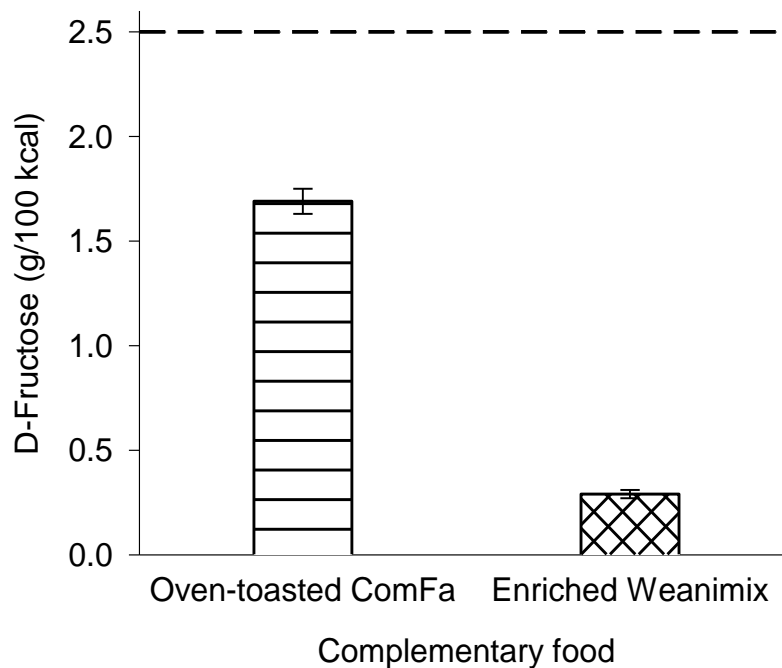 D-Fructose (g/100 kcal)
2.5
2.0
1.5
1.0
0.5
0.0
Oven-toasted ComFa
Enriched Weanimix
Complementary food